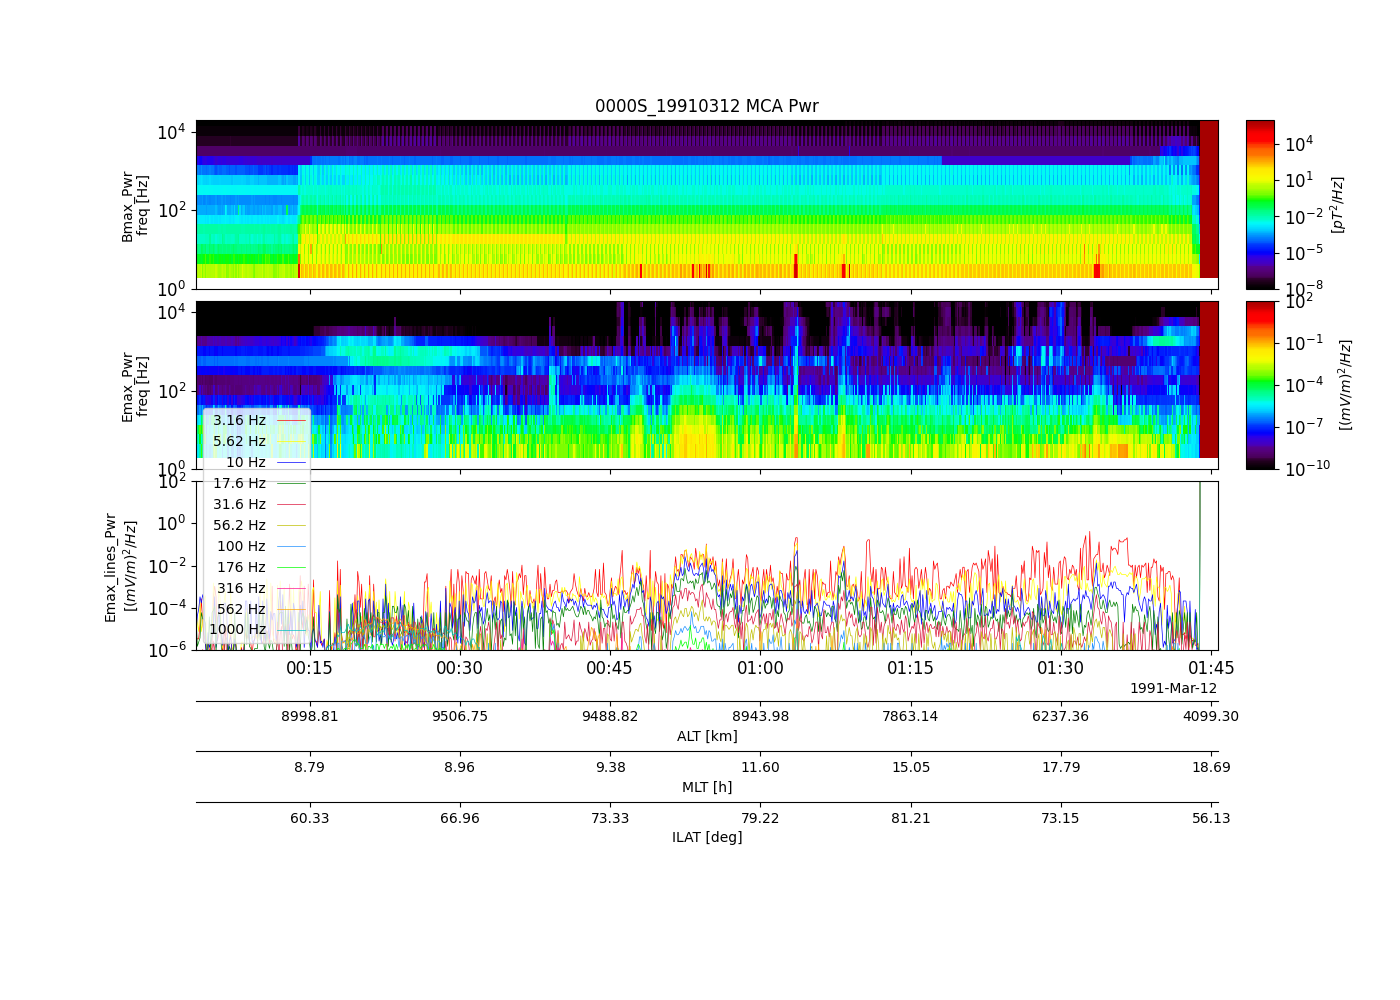 0000S_19910312 MCA Pwr
10^4
10^2
10^0
Bmax_Pwr
freq [Hz]
10^4
10^1
10^-2
10^-5
10^-8
[pT^2/Hz]
10^4
10^2
10^0
Emax_Pwr
freq [Hz]
10^2
10^-1
10^-4
10^-7
10^-10
[(mV/m)^2/Hz]
3.16 Hz
5.62 Hz
10 Hz
17.6 Hz
31.6 Hz
56.2 Hz
100 Hz
176 Hz
316 Hz
562 Hz
1000 Hz
10^2
10^0
10^-2
10^-4
10^-6
Emax_lines_Pwr
[(mV/m)^2/Hz]
00:15 00:30 00:45 01:00 01:15 01:30 01:45
1991-Mar-12
8998.81 9506.75 9488.82 8943.98 7863.14 6237.36 4099.30
ALT [km]
8.79 8.96 9.38 11.60 15.05 17.79 18.69
MLT [h]
60.33 66.96 73.33 79.22 81.21 73.15 56.13
ILAT [deg]